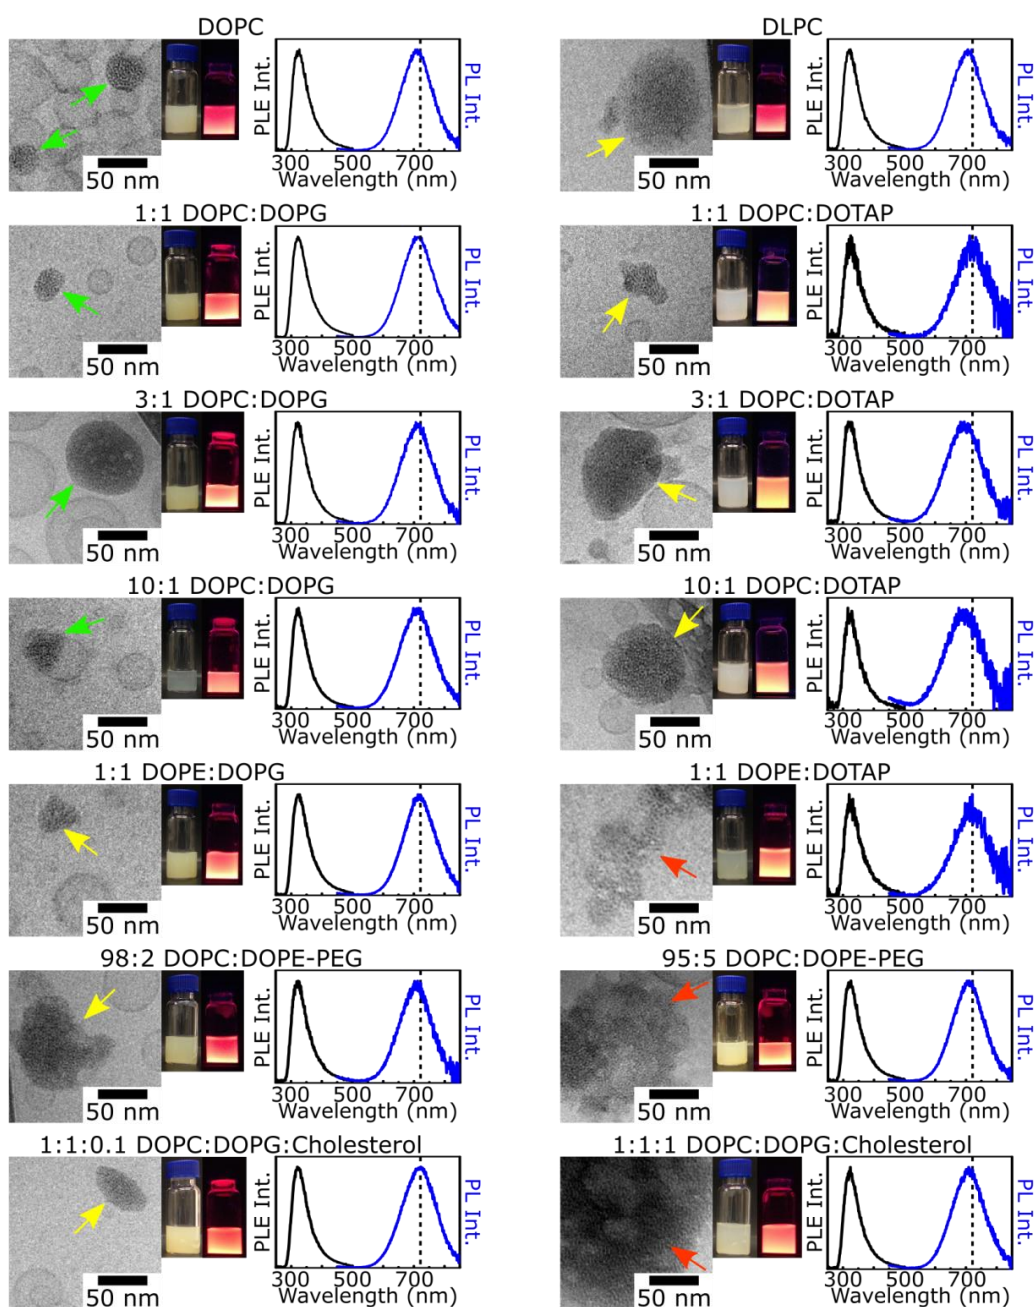 DOPC
50 nm
PLE Int.
PL Int.
300 500 700
Wavelength (nm)
DLPC
50 nm
PLE Int.
PL Int.
300 500 700
Wavelength (nm)
1:1 DOPC:DOPG
50 nm
PLE Int.
PL Int.
300 500 700
Wavelength (nm)
1:1 DOPC:DOTAP
50 nm
PLE Int.
PL Int.
300 500 700
Wavelength (nm)
3:1 DOPC:DOPG
50 nm
PLE Int.
PL Int.
300 500 700
Wavelength (nm)
3:1 DOPC:DOTAP
50 nm
PLE Int.
PL Int.
300 500 700
Wavelength (nm)
10:1 DOPC:DOPG
50 nm
PLE Int.
PL Int.
300 500 700
Wavelength (nm)
10:1 DOPC:DOTAP
50 nm
PLE Int.
PL Int.
300 500 700
Wavelength (nm)
1:1 DOPE:DOPG
50 nm
PLE Int.
PL Int.
300 500 700
Wavelength (nm)
1:1 DOPE:DOTAP
50 nm
PLE Int.
PL Int.
300 500 700
Wavelength (nm)
98:2 DOPC:DOPE-PEG
50 nm
PLE Int.
PL Int.
300 500 700
Wavelength (nm)
95:5 DOPC:DOPE-PEG
50 nm
PLE Int.
PL Int.
300 500 700
Wavelength (nm)
1:1:0.1 DOPC:DOPG:Cholesterol
50 nm
PLE Int.
PL Int.
300 500 700
Wavelength (nm)
1:1:1 DOPC:DOPG:Cholesterol
50 nm
PLE Int.
PL Int.
300 500 700
Wavelength (nm)